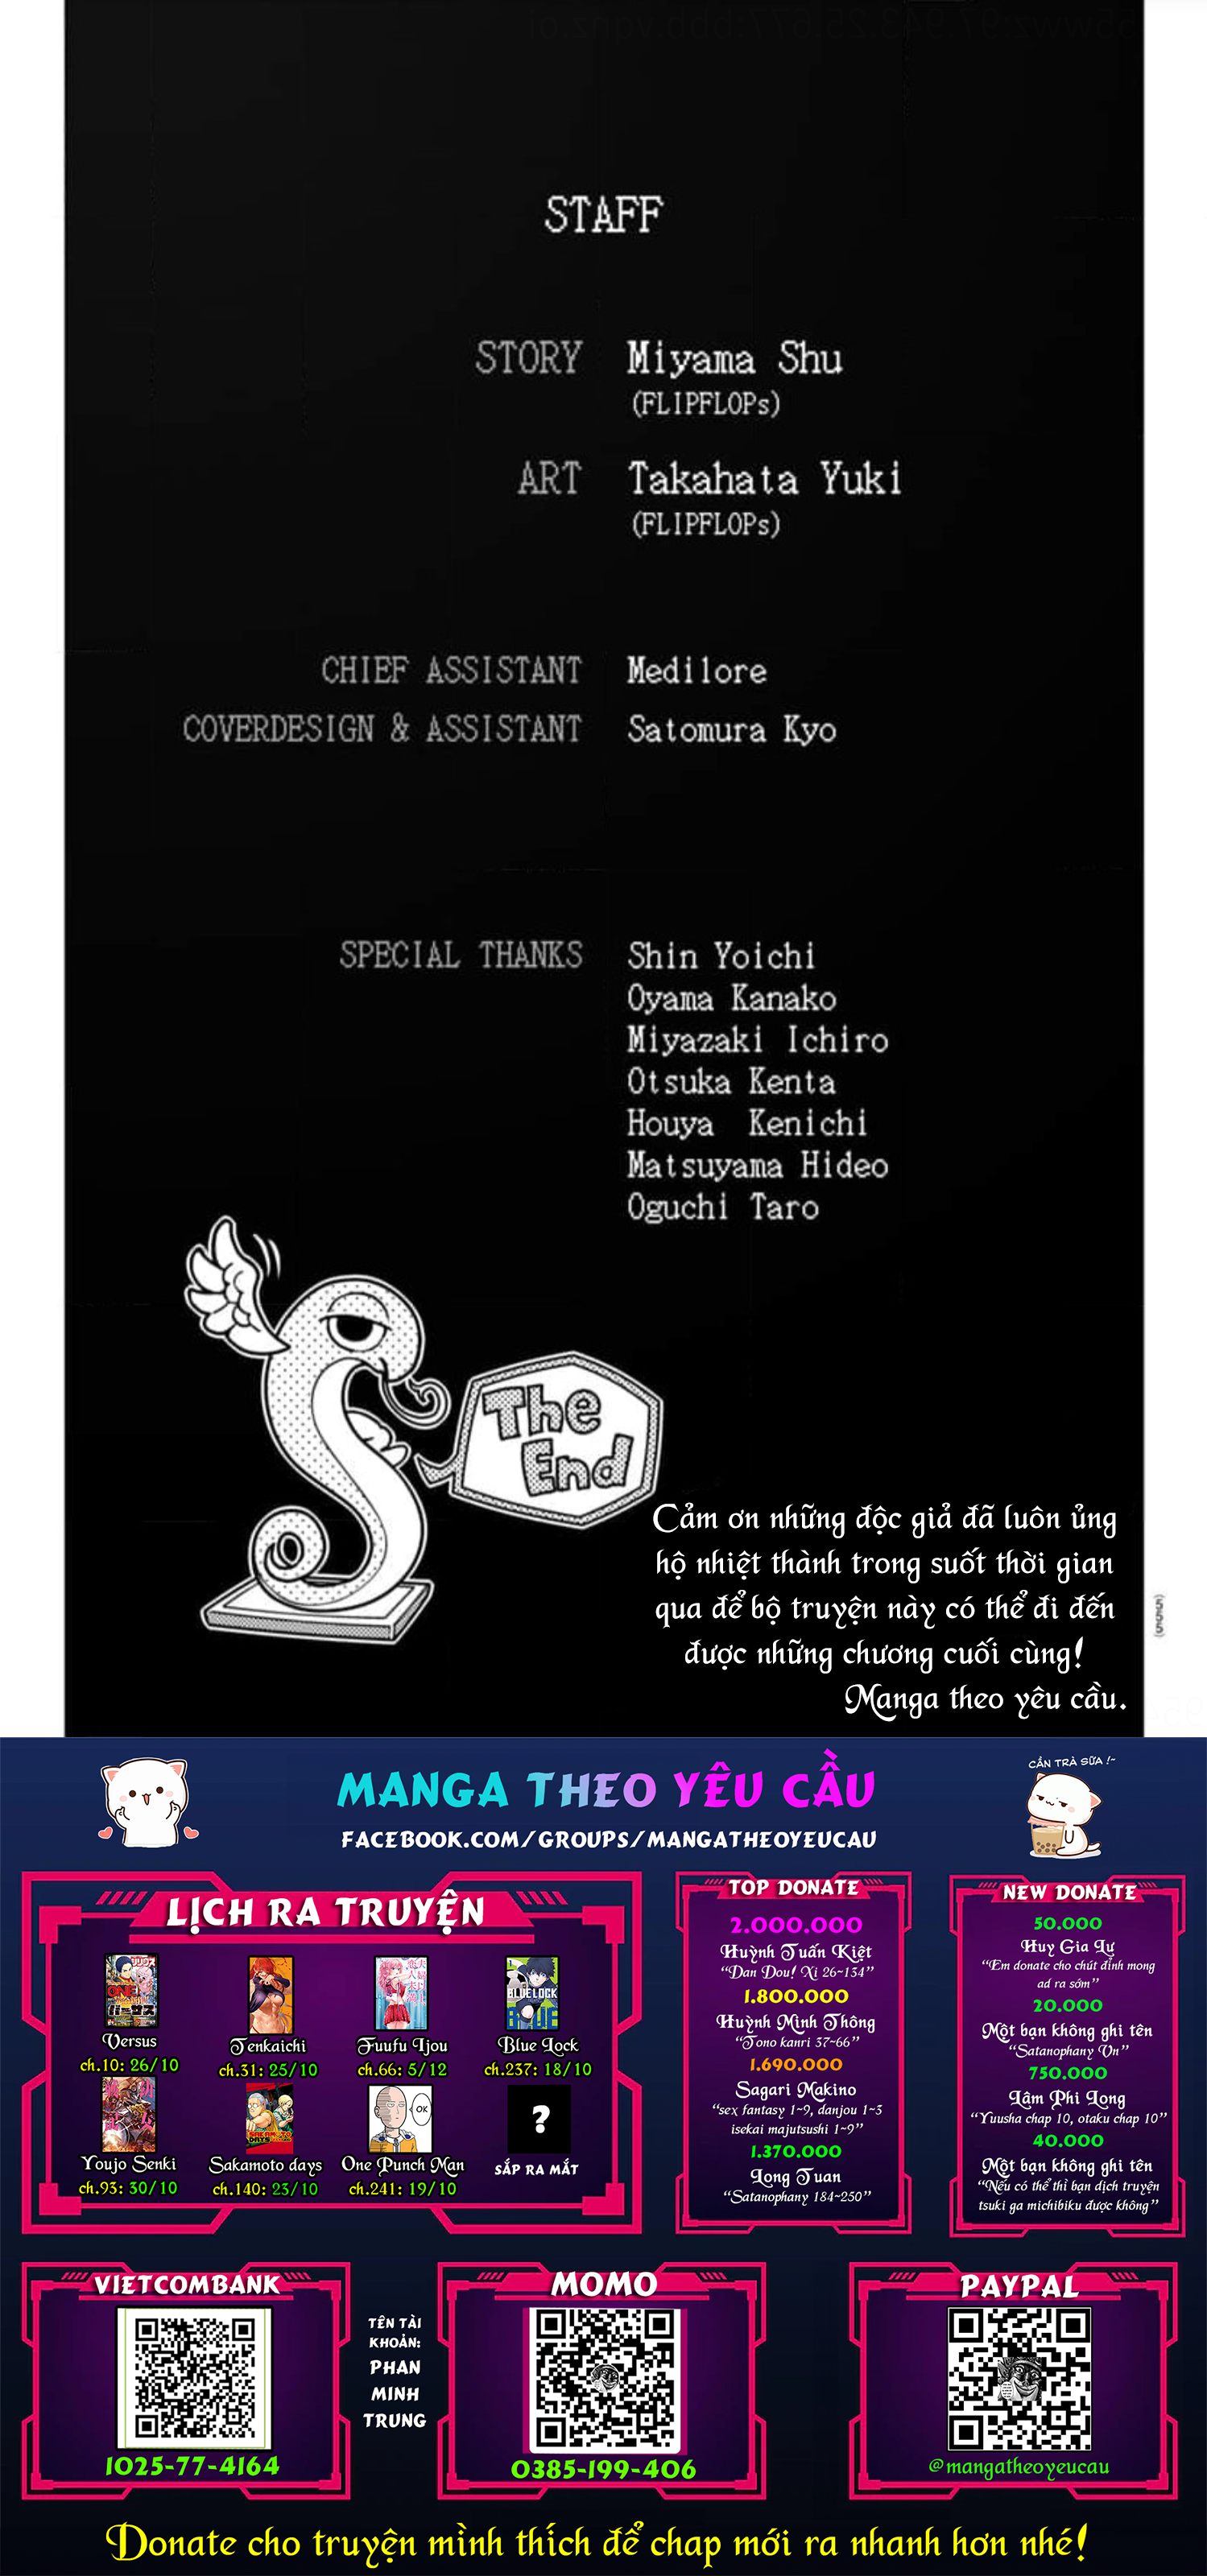 STAFF
STORY Miyama Shu
(FLIPFLOPs)
ART Takahata Yuki
(FLIPFLOPs)
CHIEF ASSISTANT Medilore
COVERDESIGN & ASSISTANT Satomura Kyo
SPECIAL THANKS Shin Yoichi
Oyama Kanako
Miyazaki Ichiro
Otsuka Kenta
Houya Kenichi
Matsuyama Hideo
Oguchi Taro
The
End
Cảm ơn những độc giả đã luôn ủng
hộ nhiệt thành trong suốt thời gian
qua để bộ truyện này có thể đi đến
được những chương cuối cùng!
Manga theo yêu cầu.
MANGA THEO YÊU CẦU
FACEBOOK.COM/GROUPS/MANGATHEOYEUCAU
CẦN TRÀ SỮA !~
LỊCH RA TRUYỆN
Versus
ch.10: 26/10
Tenkaichi
ch.31: 25/10
Fuufu Ijou
ch.66: 5/12
BLUELOCK
Blue Lock
ch.237: 18/10
Youjo Senki
ch.93: 30/10
Sakamoto days
ch.140: 23/10
OK
One Punch Man
ch.241: 19/10
?
SẮP RA MẮT
TOP DONATE
2.000.000
Huỳnh Tuấn Kiệt
“Dan Dou! Xi 26~134”
1.800.000
Huỳnh Minh Thông
“Tono kanri 37~66”
1.690.000
Sagari Makino
“sex fantasy 1~9, danjou 1~3
isekai majutsushi 1~9”
1.370.000
Long Tuan
“Satanophany 184~250”
NEW DONATE
50.000
Huy Gia Lự
“Em donate cho chút đỉnh mong
ad ra sớm”
20.000
Một bạn không ghi tên
“Satanophany Vn”
750.000
Lâm Phi Long
“Yuusha chap 10, otaku chap 10”
40.000
Một bạn không ghi tên
“Nếu có thể thì bạn dịch truyện
tsuki ga michibiku được không”
VIETCOMBANK
1025-77-4164
TÊN TÀI
KHOẢN:
PHAN
MINH
TRUNG
MOMO
0385-199-406
PAYPAL
@mangatheoyeucau
Donate cho truyện mình thích để chap mới ra nhanh hơn nhé!